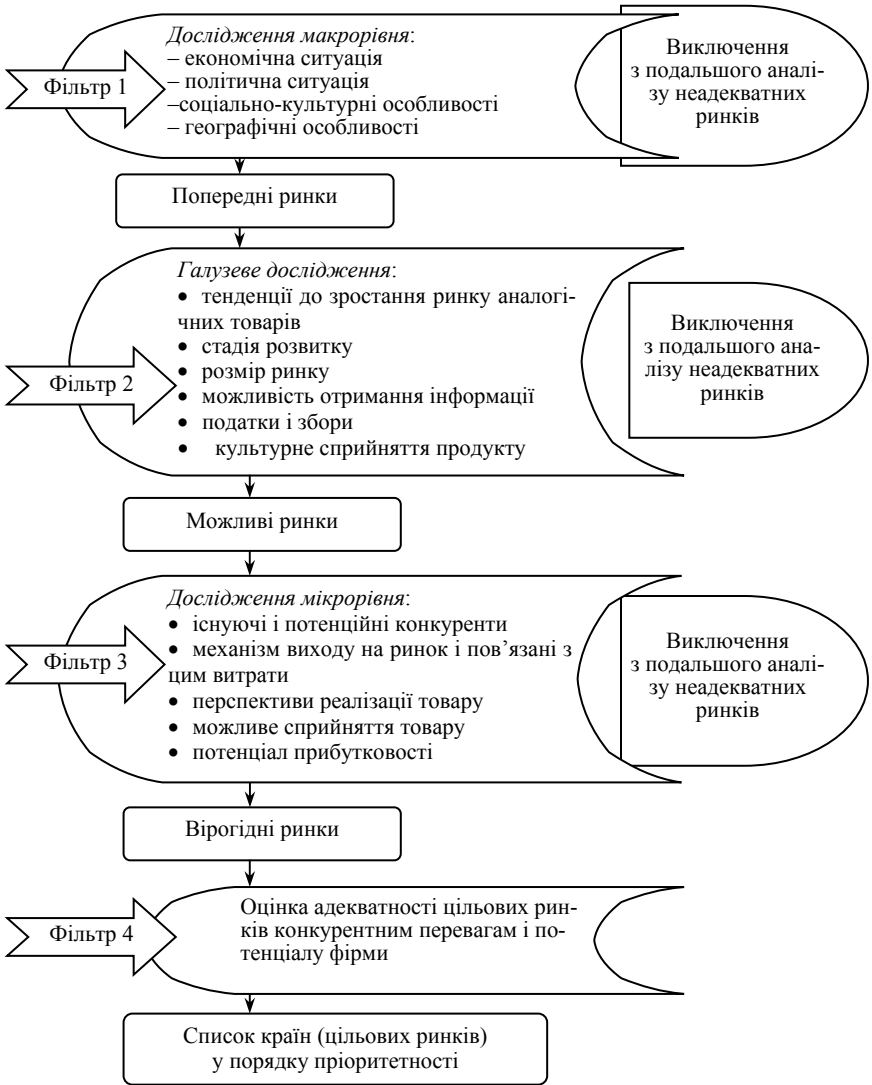 Фільтр 1
Дослідження макрорівня:
– економічна ситуація
– політична ситуація
–соціально-культурні особливості
– географічні особливості
Виключення
з подальшого аналі-
зу неадекватних
ринків
Попередні ринки
Фільтр 2
Галузеве дослідження:
• тенденції до зростання ринку аналогі-
чних товарів
• стадія розвитку
• розмір ринку
• можливість отримання інформації
• податки і збори
• культурне сприйняття продукту
Виключення
з подальшого ана-
лізу неадекватних
ринків
Можливі ринки
Фільтр 3
Дослідження мікрорівня:
• існуючі і потенційні конкуренти
• механізм виходу на ринок і пов’язані з
цим витрати
• перспективи реалізації товару
• можливе сприйняття товару
• потенціал прибутковості
Виключення
з подальшого аналі-
зу неадекватних
ринків
Вірогідні ринки
Фільтр 4
Оцінка адекватності цільових рин-
ків конкурентним перевагам і по-
тенціалу фірми
Список країн (цільових ринків)
у порядку пріоритетності